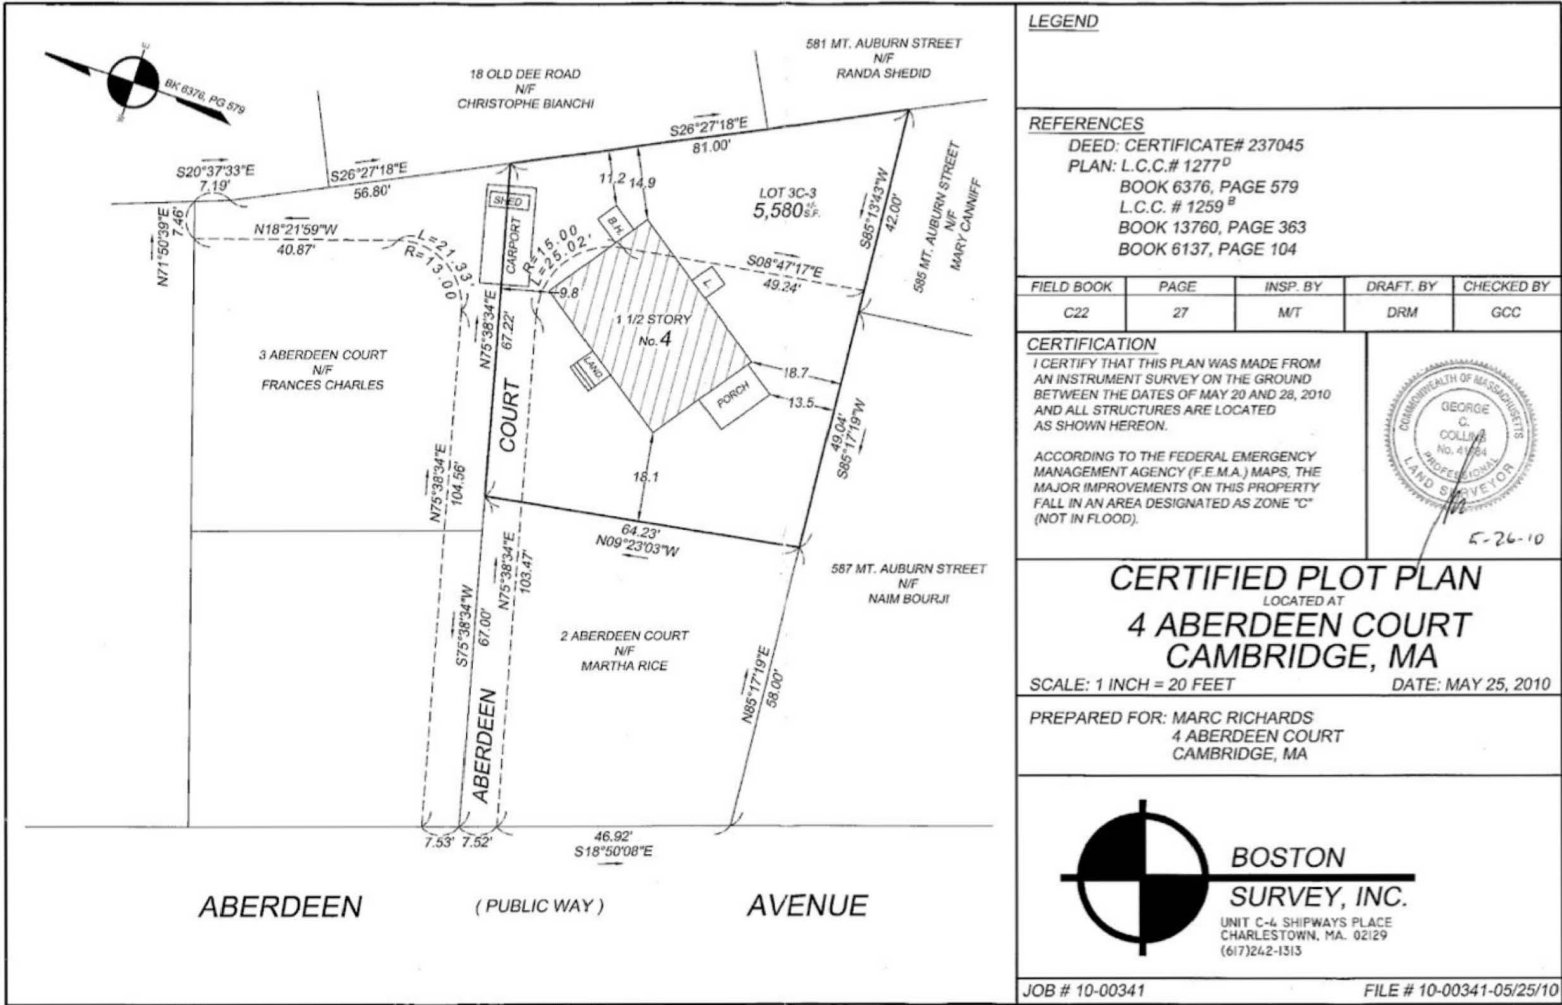 BK 6376, PG 579
581 MT. AUBURN STREET
N/F
RANDA SHEDID
18 OLD DEE ROAD
N/F
CHRISTOPHE BIANCHI
S20°37'33"E
7.19'
S26°27'18"E
56.80'
S26°27'18"E
81.00'
N71°50'39"E
7.46'
N18°21'59"W
40.87'
L=21.33'
R=13.00
SHED
CARPORT
R=15.00
L=25.02'
11.2
14.9
B.H.
LOT 3C-3
5,580 +/- S.F.
S85°13'43"W
42.00'
585 MT. AUBURN STREET
N/F
MARY CANNIFF
S08°47'17"E
49.24'
L.
9.8
1 1/2 STORY
No. 4
LAND.
PORCH
18.7
13.5
18.1
N75°38'34"E
67.22'
3 ABERDEEN COURT
N/F
FRANCES CHARLES
N75°38'34"E
104.56'
49.04'
S85°17'19"W
64.23'
N09°23'03"W
S75°38'34"W
67.00'
N75°38'34"E
103.47'
587 MT. AUBURN STREET
N/F
NAIM BOURJI
2 ABERDEEN COURT
N/F
MARTHA RICE
N85°17'19"E
58.00'
ABERDEEN COURT
7.53' 7.52'
46.92'
S18°50'08"E
ABERDEEN (PUBLIC WAY) AVENUE
LEGEND
REFERENCES
DEED: CERTIFICATE# 237045
PLAN: L.C.C.# 1277 D
BOOK 6376, PAGE 579
L.C.C. # 1259 B
BOOK 13760, PAGE 363
BOOK 6137, PAGE 104
FIELD BOOK PAGE INSP. BY DRAFT. BY CHECKED BY
C22 27 M/T DRM GCC
CERTIFICATION
I CERTIFY THAT THIS PLAN WAS MADE FROM
AN INSTRUMENT SURVEY ON THE GROUND
BETWEEN THE DATES OF MAY 20 AND 28, 2010
AND ALL STRUCTURES ARE LOCATED
AS SHOWN HEREON.
ACCORDING TO THE FEDERAL EMERGENCY
MANAGEMENT AGENCY (F.E.M.A.) MAPS, THE
MAJOR IMPROVEMENTS ON THIS PROPERTY
FALL IN AN AREA DESIGNATED AS ZONE "C"
(NOT IN FLOOD).
COMMONWEALTH OF MASSACHUSETTS
GEORGE
C.
COLLINS
PROFESSIONAL
LAND SURVEYOR
5-26-10
CERTIFIED PLOT PLAN
LOCATED AT
4 ABERDEEN COURT
CAMBRIDGE, MA
SCALE: 1 INCH = 20 FEET DATE: MAY 25, 2010
PREPARED FOR: MARC RICHARDS
4 ABERDEEN COURT
CAMBRIDGE, MA
BOSTON
SURVEY, INC.
UNIT C-4 SHIPWAYS PLACE
CHARLESTOWN, MA. 02129
(617)242-1313
JOB # 10-00341 FILE # 10-00341-05/25/10